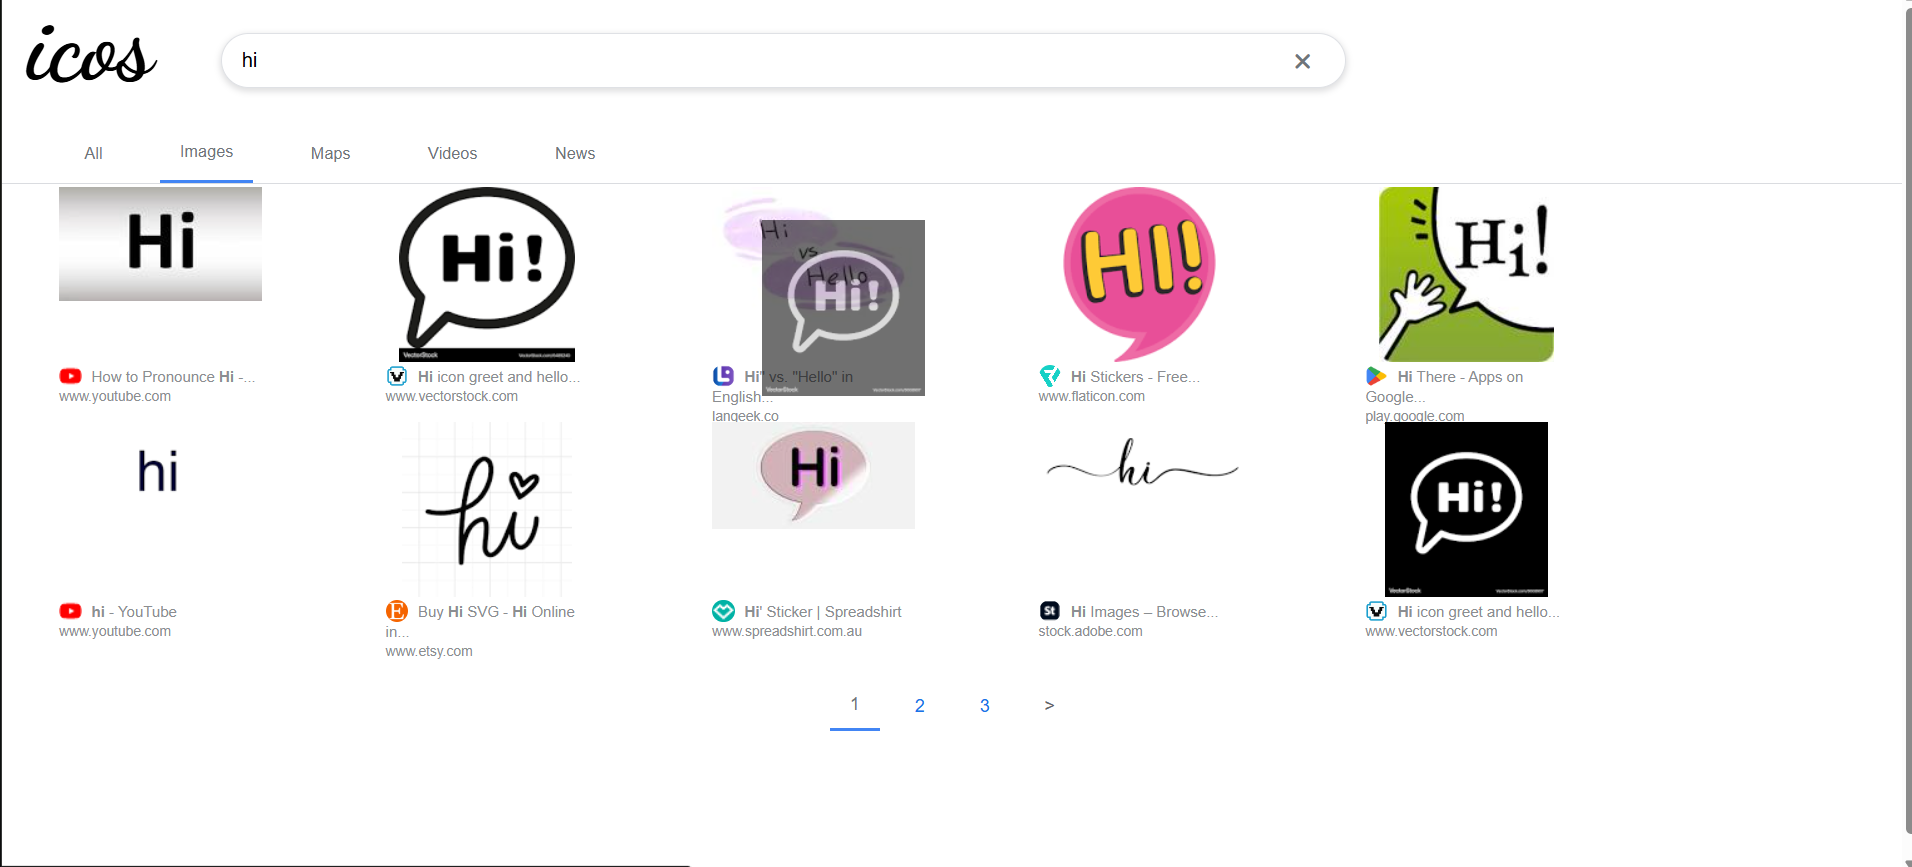 icos
hi
All
Images
Maps
Videos
News
Hi
Hi!
VectorStock
Hi
vs
Hello
Hi!
VectorStock
HI!
Hi!
How to Pronounce Hi -...
www.youtube.com
Hi icon greet and hello...
www.vectorstock.com
Hi" vs. "Hello" in
English...
langeek.co
Hi Stickers - Free...
www.flaticon.com
Hi There - Apps on
Google...
play.google.com
hi
hi
Hi
hi
Hi!
VectorStock
hi - YouTube
www.youtube.com
E
Buy Hi SVG - Hi Online
in...
www.etsy.com
Hi' Sticker | Spreadshirt
www.spreadshirt.com.au
St
Hi Images – Browse...
stock.adobe.com
Hi icon greet and hello...
www.vectorstock.com
1
2
3
>